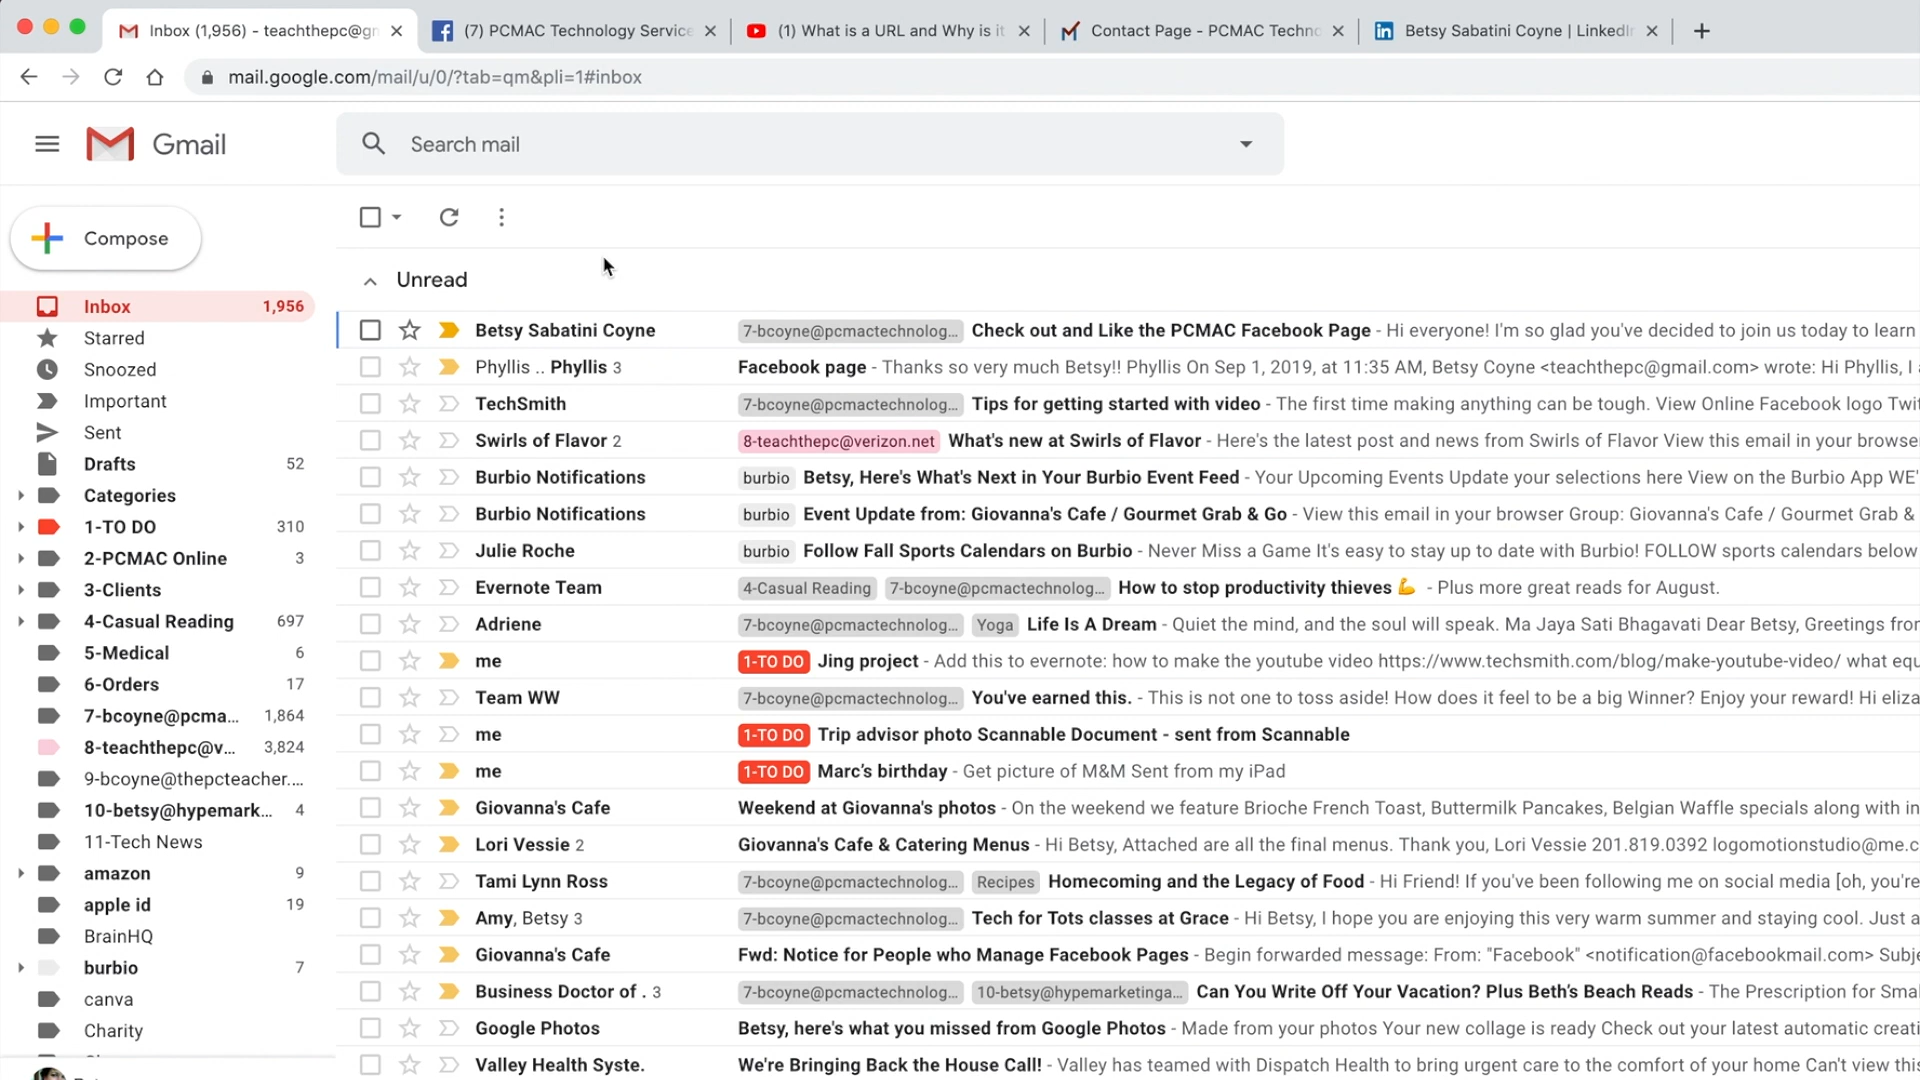 Inbox (1,956) - teachthepc@gn
(7) PCMAC Technology Service
(1) What is a URL and Why is it
Contact Page - PCMAC Techno
Betsy Sabatini Coyne | LinkedIn
mail.google.com/mail/u/0/?tab=qm&pli=1#inbox
Gmail
Search mail
Compose
Unread
Inbox 1,956
Starred
Snoozed
Important
Sent
Drafts 52
Categories
1-TO DO 310
2-PCMAC Online 3
3-Clients
4-Casual Reading 697
5-Medical 6
6-Orders 17
7-bcoyne@pcma... 1,864
8-teachthepc@v... 3,824
9-bcoyne@thepcteacher....
10-betsy@hypemark... 4
11-Tech News
amazon 9
apple id 19
BrainHQ
burbio 7
canva
Charity
Betsy Sabatini Coyne 7-bcoyne@pcmactechnolog... Check out and Like the PCMAC Facebook Page - Hi everyone! I'm so glad you've decided to join us today to learn
Phyllis .. Phyllis 3 Facebook page - Thanks so very much Betsy!! Phyllis On Sep 1, 2019, at 11:35 AM, Betsy Coyne <teachthepc@gmail.com> wrote: Hi Phyllis, I
TechSmith 7-bcoyne@pcmactechnolog... Tips for getting started with video - The first time making anything can be tough. View Online Facebook logo Twit
Swirls of Flavor 2 8-teachthepc@verizon.net What's new at Swirls of Flavor - Here's the latest post and news from Swirls of Flavor View this email in your browse
Burbio Notifications burbio Betsy, Here's What's Next in Your Burbio Event Feed - Your Upcoming Events Update your selections here View on the Burbio App WE'
Burbio Notifications burbio Event Update from: Giovanna's Cafe / Gourmet Grab & Go - View this email in your browser Group: Giovanna's Cafe / Gourmet Grab &
Julie Roche burbio Follow Fall Sports Calendars on Burbio - Never Miss a Game It's easy to stay up to date with Burbio! FOLLOW sports calendars below
Evernote Team 4-Casual Reading 7-bcoyne@pcmactechnolog... How to stop productivity thieves 💪 - Plus more great reads for August.
Adriene 7-bcoyne@pcmactechnolog... Yoga Life Is A Dream - Quiet the mind, and the soul will speak. Ma Jaya Sati Bhagavati Dear Betsy, Greetings from
me 1-TO DO Jing project - Add this to evernote: how to make the youtube video https://www.techsmith.com/blog/make-youtube-video/ what equ
Team WW 7-bcoyne@pcmactechnolog... You've earned this. - This is not one to toss aside! How does it feel to be a big Winner? Enjoy your reward! Hi eliza
me 1-TO DO Trip advisor photo Scannable Document - sent from Scannable
me 1-TO DO Marc's birthday - Get picture of M&M Sent from my iPad
Giovanna's Cafe Weekend at Giovanna's photos - On the weekend we feature Brioche French Toast, Buttermilk Pancakes, Belgian Waffle specials along with in
Lori Vessie 2 Giovanna's Cafe & Catering Menus - Hi Betsy, Attached are all the final menus. Thank you, Lori Vessie 201.819.0392 logomotionstudio@me.c
Tami Lynn Ross 7-bcoyne@pcmactechnolog... Recipes Homecoming and the Legacy of Food - Hi Friend! If you've been following me on social media [oh, you're
Amy, Betsy 3 7-bcoyne@pcmactechnolog... Tech for Tots classes at Grace - Hi Betsy, I hope you are enjoying this very warm summer and staying cool. Just a
Giovanna's Cafe Fwd: Notice for People who Manage Facebook Pages - Begin forwarded message: From: "Facebook" <notification@facebookmail.com> Subje
Business Doctor of . 3 7-bcoyne@pcmactechnolog... 10-betsy@hypemarketinga... Can You Write Off Your Vacation? Plus Beth's Beach Reads - The Prescription for Smal
Google Photos Betsy, here's what you missed from Google Photos - Made from your photos Your new collage is ready Check out your latest automatic creati
Valley Health Syste. We're Bringing Back the House Call! - Valley has teamed with Dispatch Health to bring urgent care to the comfort of your home Can't view this